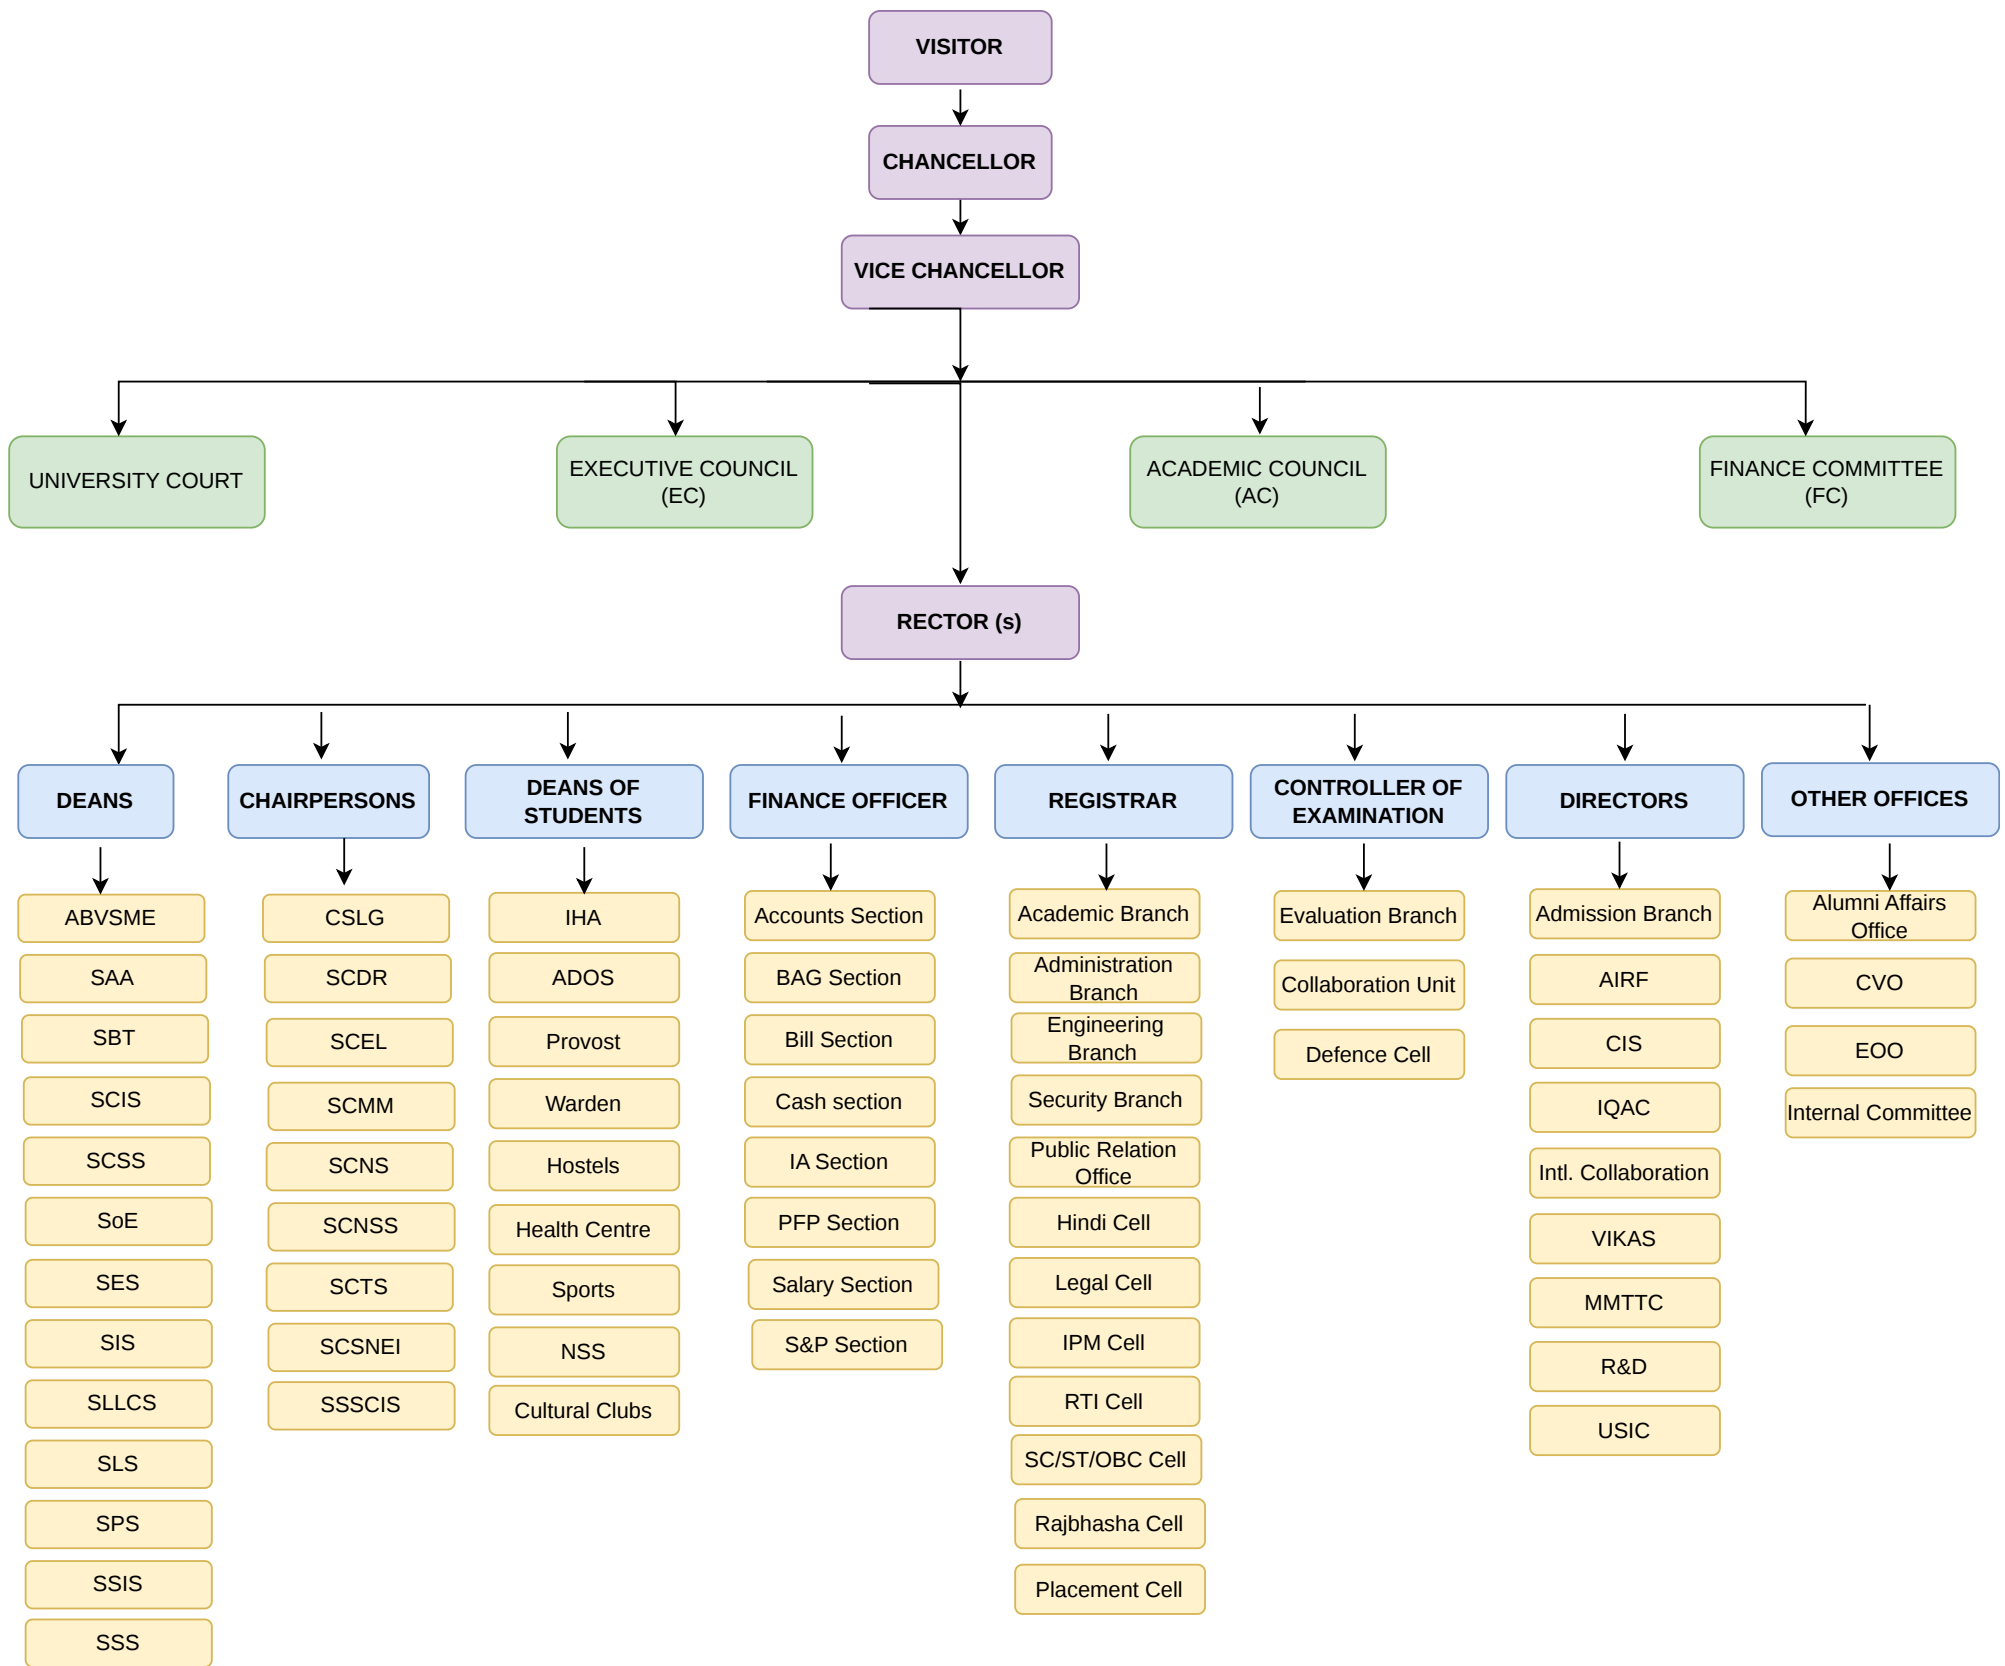 VISITOR
CHANCELLOR
VICE CHANCELLOR
UNIVERSITY COURT
EXECUTIVE COUNCIL
(EC)
ACADEMIC COUNCIL
(AC)
FINANCE COMMITTEE
(FC)
RECTOR (s)
DEANS
CHAIRPERSONS
DEANS OF
STUDENTS
FINANCE OFFICER
REGISTRAR
CONTROLLER OF
EXAMINATION
DIRECTORS
OTHER OFFICES
ABVSME
SAA
SBT
SCIS
SCSS
SoE
SES
SIS
SLLCS
SLS
SPS
SSIS
SSS
CSLG
SCDR
SCEL
SCMM
SCNS
SCNSS
SCTS
SCSNEI
SSSCIS
IHA
ADOS
Provost
Warden
Hostels
Health Centre
Sports
NSS
Cultural Clubs
Accounts Section
BAG Section
Bill Section
Cash section
IA Section
PFP Section
Salary Section
S&P Section
Academic Branch
Administration
Branch
Engineering
Branch
Security Branch
Public Relation
Office
Hindi Cell
Legal Cell
IPM Cell
RTI Cell
SC/ST/OBC Cell
Rajbhasha Cell
Placement Cell
Evaluation Branch
Collaboration Unit
Defence Cell
Admission Branch
AIRF
CIS
IQAC
Intl. Collaboration
VIKAS
MMTTC
R&D
USIC
Alumni Affairs
Office
CVO
EOO
Internal Committee